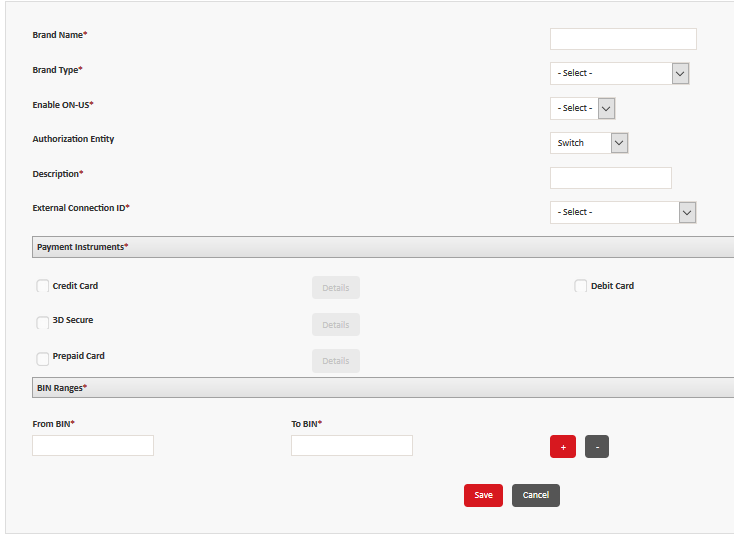 Brand Name*
Brand Type*
- Select -
Enable ON-US*
- Select -
Authorization Entity
Switch
Description*
External Connection ID*
- Select -
Payment Instruments*
Credit Card
Details
Debit Card
3D Secure
Details
Prepaid Card
Details
BIN Ranges*
From BIN*
To BIN*
+
-
Save
Cancel